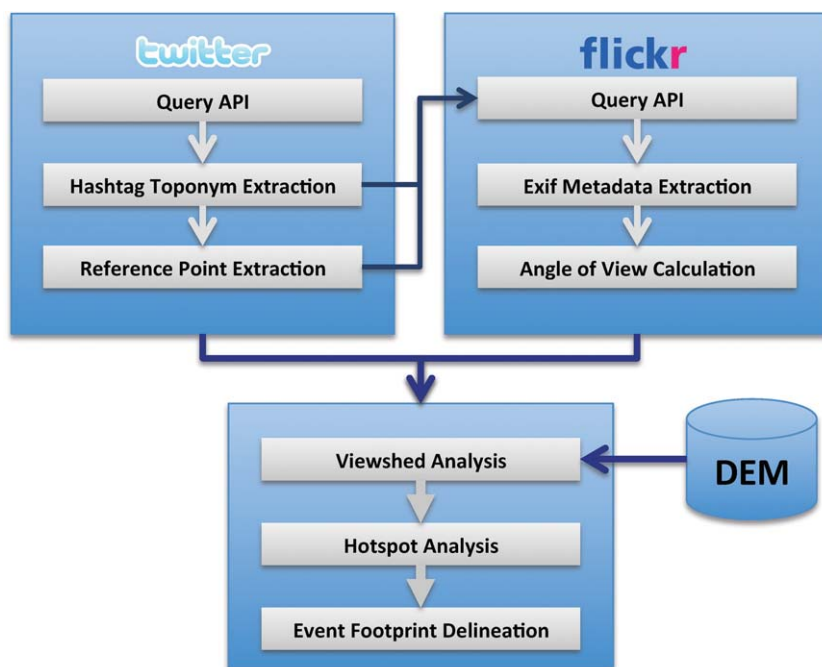 twitter
Query API
Hashtag Toponym Extraction
Reference Point Extraction
flickr
Query API
Exif Metadata Extraction
Angle of View Calculation
Viewshed Analysis
Hotspot Analysis
Event Footprint Delineation
DEM